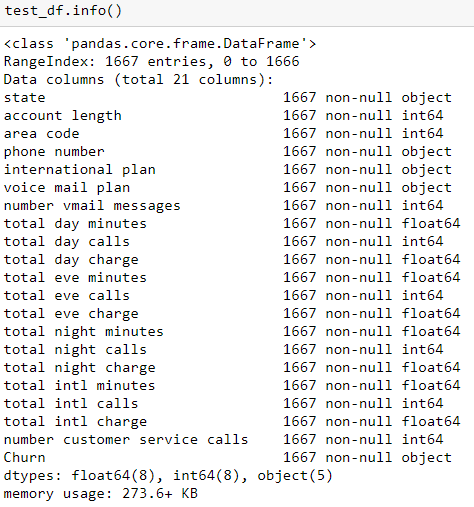 test_df.info()
<class 'pandas.core.frame.DataFrame'>
RangeIndex: 1667 entries, 0 to 1666
Data columns (total 21 columns):
state                             1667 non-null object
account length                    1667 non-null int64
area code                         1667 non-null int64
phone number                      1667 non-null object
international plan                1667 non-null object
voice mail plan                   1667 non-null object
number vmail messages             1667 non-null int64
total day minutes                 1667 non-null float64
total day calls                   1667 non-null int64
total day charge                  1667 non-null float64
total eve minutes                 1667 non-null float64
total eve calls                   1667 non-null int64
total eve charge                  1667 non-null float64
total night minutes               1667 non-null float64
total night calls                 1667 non-null int64
total night charge                1667 non-null float64
total intl minutes                1667 non-null float64
total intl calls                  1667 non-null int64
total intl charge                 1667 non-null float64
number customer service calls     1667 non-null int64
Churn                             1667 non-null object
dtypes: float64(8), int64(8), object(5)
memory usage: 273.6+ KB